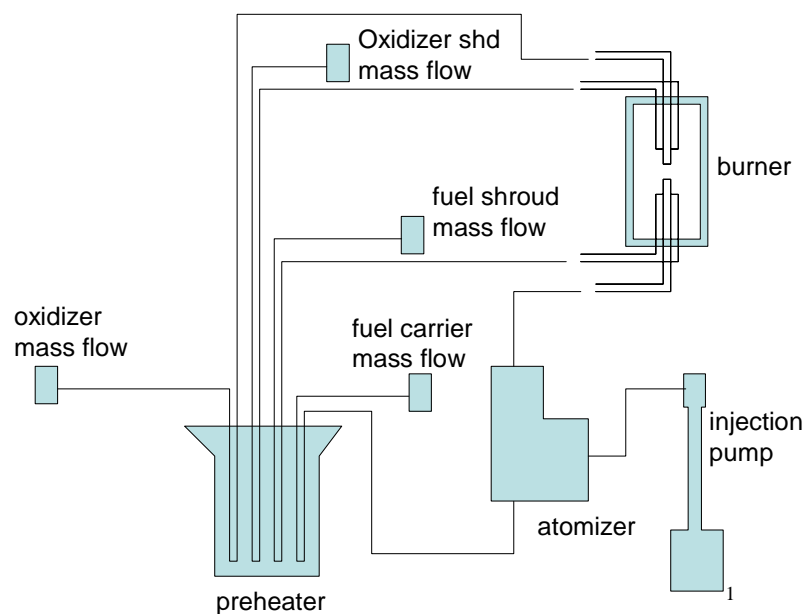 Oxidizer shd
mass flow
burner
fuel shroud
mass flow
oxidizer
mass flow
fuel carrier
mass flow
injection
pump
atomizer
preheater
1